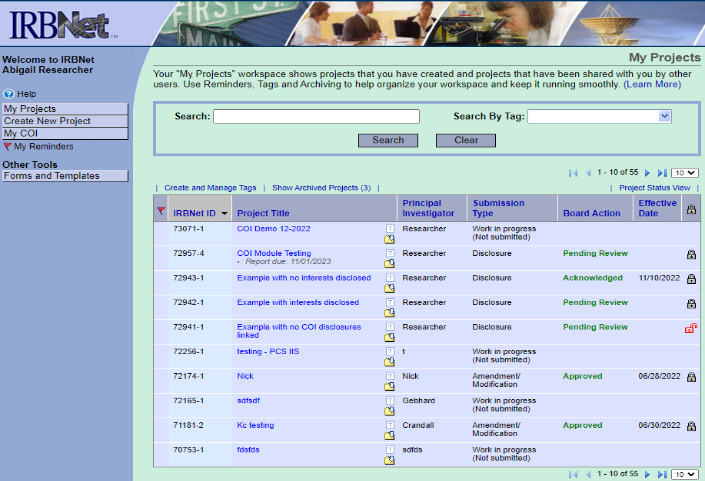 FIRST ST
MAIN
IRBNet
Welcome to IRBNet
Abigail Researcher
Help
My Projects
Create New Project
My COI
My Reminders
Other Tools
Forms and Templates
My Projects
Your "My Projects" workspace shows projects that you have created and projects that have been shared with you by other
users. Use Reminders, Tags and Archiving to help organize your workspace and keep it running smoothly. (Learn More)
Search: Search By Tag:
Search Clear
1 - 10 of 55 10
| Create and Manage Tags | Show Archived Projects (3) | | Project Status View |
IRBNet ID Project Title Principal Investigator Submission Type Board Action Effective Date
73071-1 COI Demo 12-2022 Researcher Work in progress
(Not submitted)
72957-4 COI Module Testing Researcher Disclosure Pending Review
• Report due: 11/01/2023
72943-1 Example with no interests disclosed Researcher Disclosure Acknowledged 11/10/2022
72942-1 Example with interests disclosed Researcher Disclosure Pending Review
72941-1 Example with no COI disclosures Researcher Disclosure Pending Review
linked
72256-1 testing - PCS IIS t Work in progress
(Not submitted)
72174-1 Nick Nick Amendment/ Approved 06/28/2022
Modification
72165-1 sdfsdf Gebhard Work in progress
(Not submitted)
71181-2 Kc testing Crandall Amendment/ Approved 06/30/2022
Modification
70753-1 fdsfds sdfds Work in progress
(Not submitted)
1 - 10 of 55 10